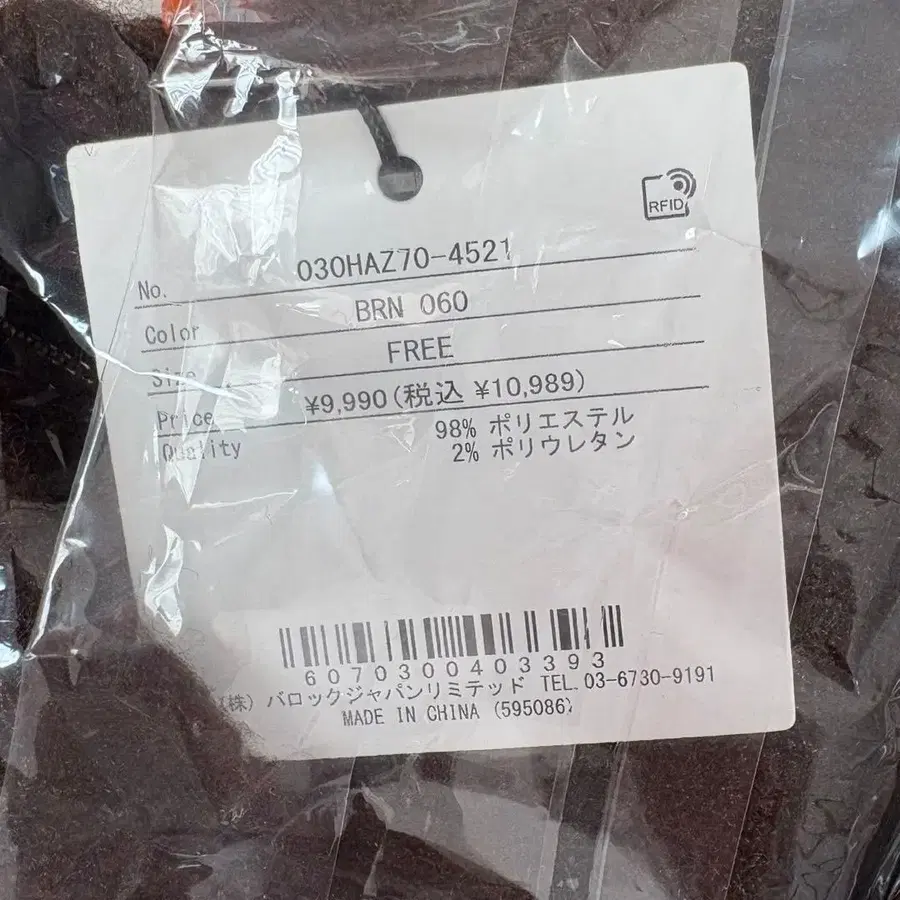 RFID
No. 030HAZ70-4521
Color BRN 060
Size FREE
Price ¥9,990(税込 ¥10,989)
Quality 98% ポリエステル
2% ポリウレタン
6070300403393
(株) バロックジャパンリミテッド TEL.03-6730-9191
MADE IN CHINA (595086)